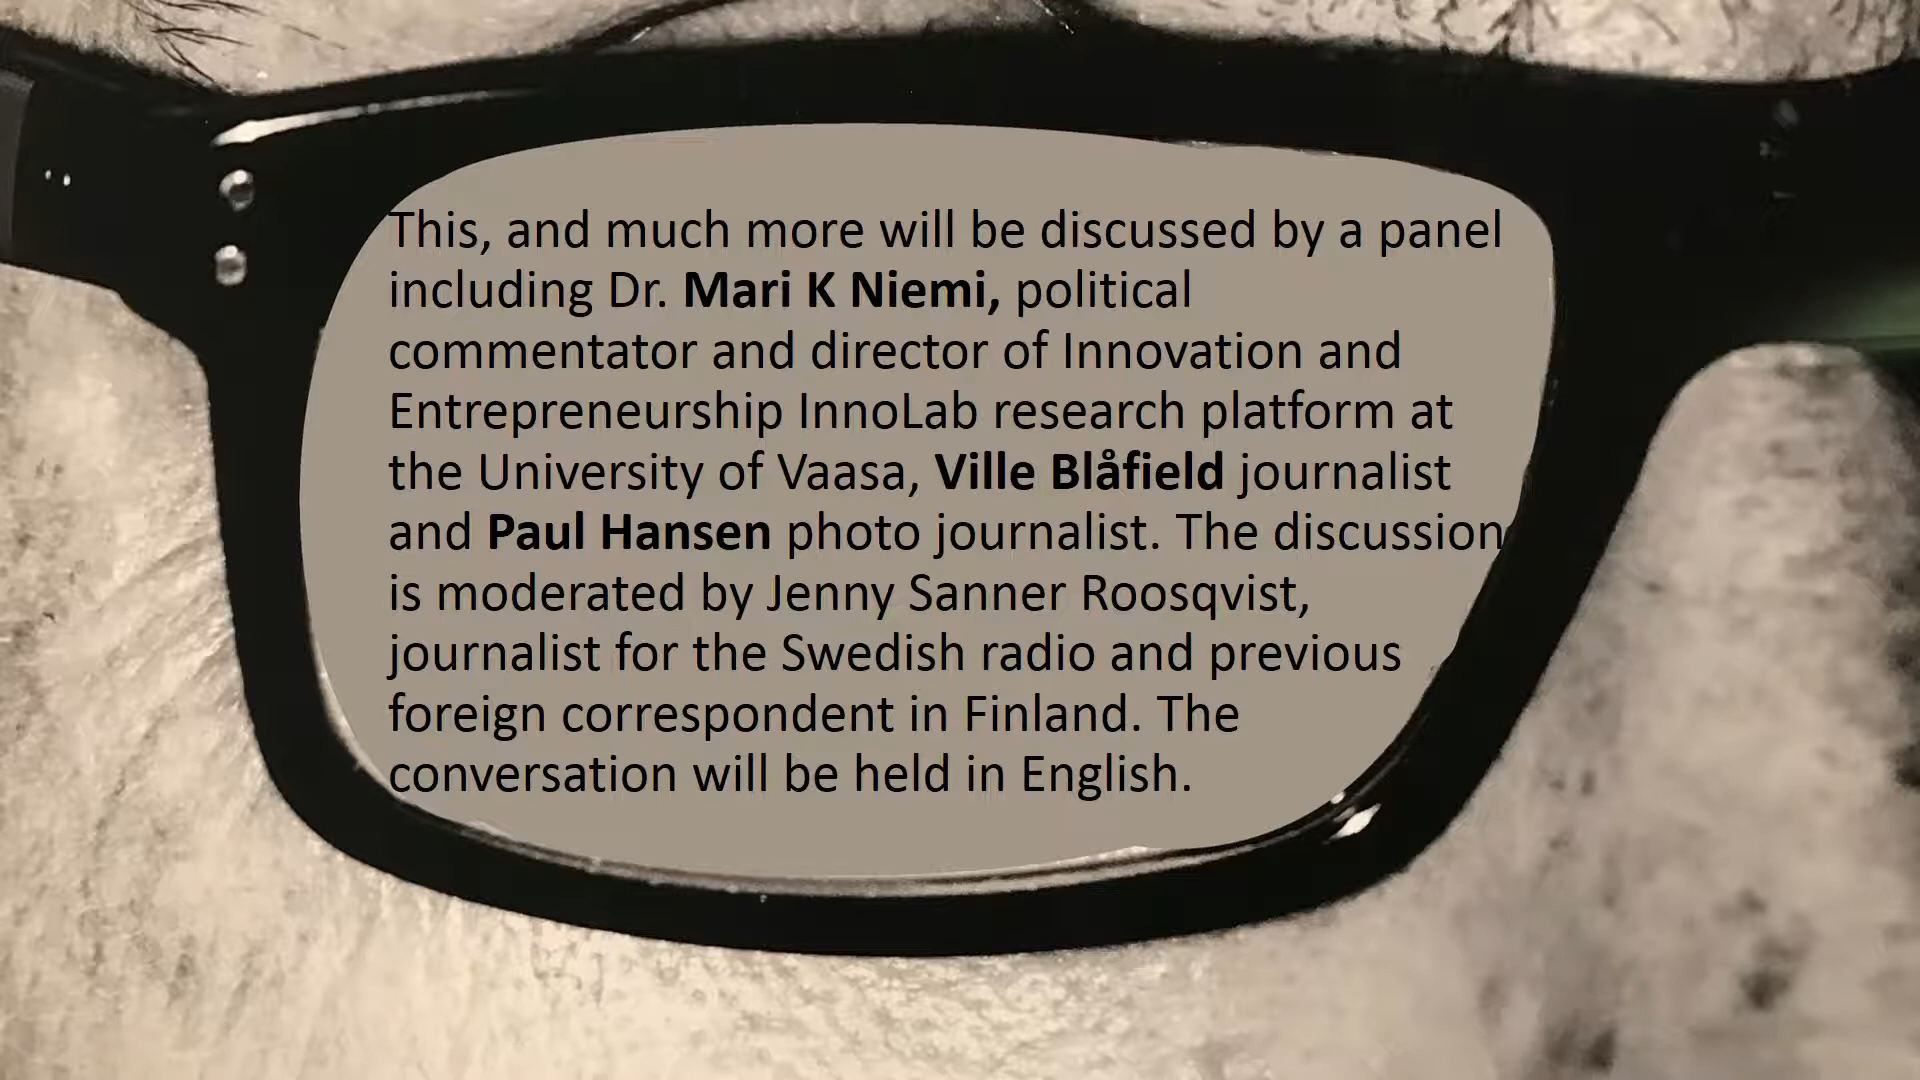 This, and much more will be discussed by a panel
including Dr. Mari K Niemi, political
commentator and director of Innovation and
Entrepreneurship InnoLab research platform at
the University of Vaasa, Ville Blåfield journalist
and Paul Hansen photo journalist. The discussion
is moderated by Jenny Sanner Roosqvist,
journalist for the Swedish radio and previous
foreign correspondent in Finland. The
conversation will be held in English.